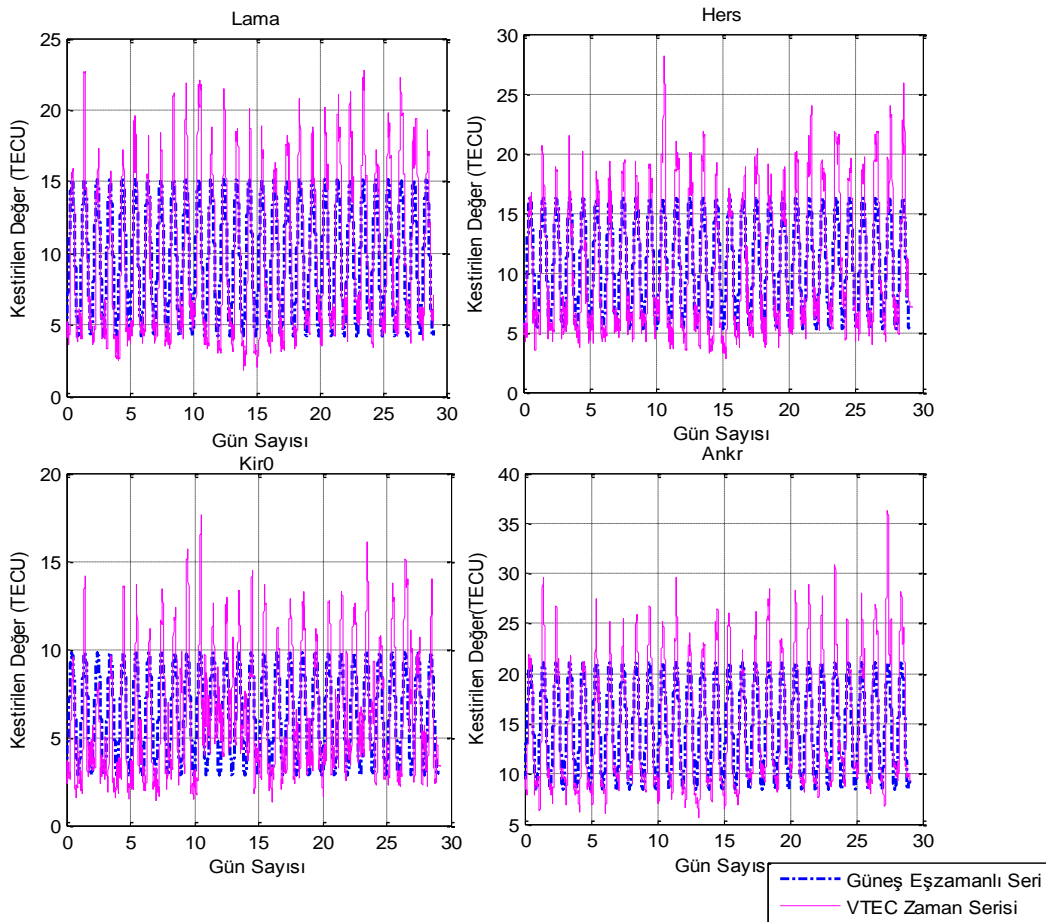 Lama
Kestirilen Değer (TECU)
25
20
15
10
5
0
0 5 10 15 20 25 30
Gün Sayısı
Hers
Kestirilen Değer (TECU)
30
25
20
15
10
5
0
0 5 10 15 20 25 30
Gün Sayısı
Kir0
Kestirilen Değer (TECU)
20
15
10
5
0
0 5 10 15 20 25 30
Gün Sayısı
Ankr
Kestirilen Değer(TECU)
40
35
30
25
20
15
10
5
0 5 10 15 20 25 30
Gün Sayısı
Güneş Eşzamanlı Seri
VTEC Zaman Serisi